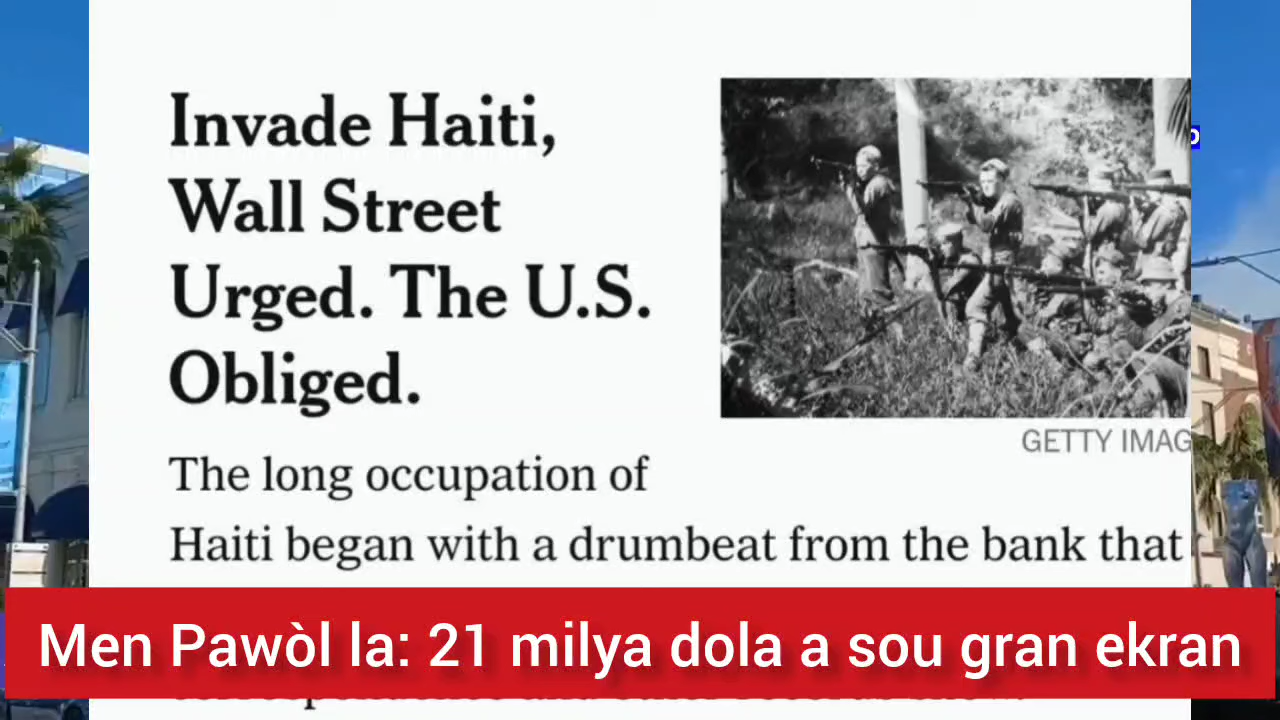 Invade Haiti,
Wall Street
Urged. The U.S.
Obliged.
GETTY IMAG
The long occupation of
Haiti began with a drumbeat from the bank that
Men Pawòl la: 21 milya dola a sou gran ekran